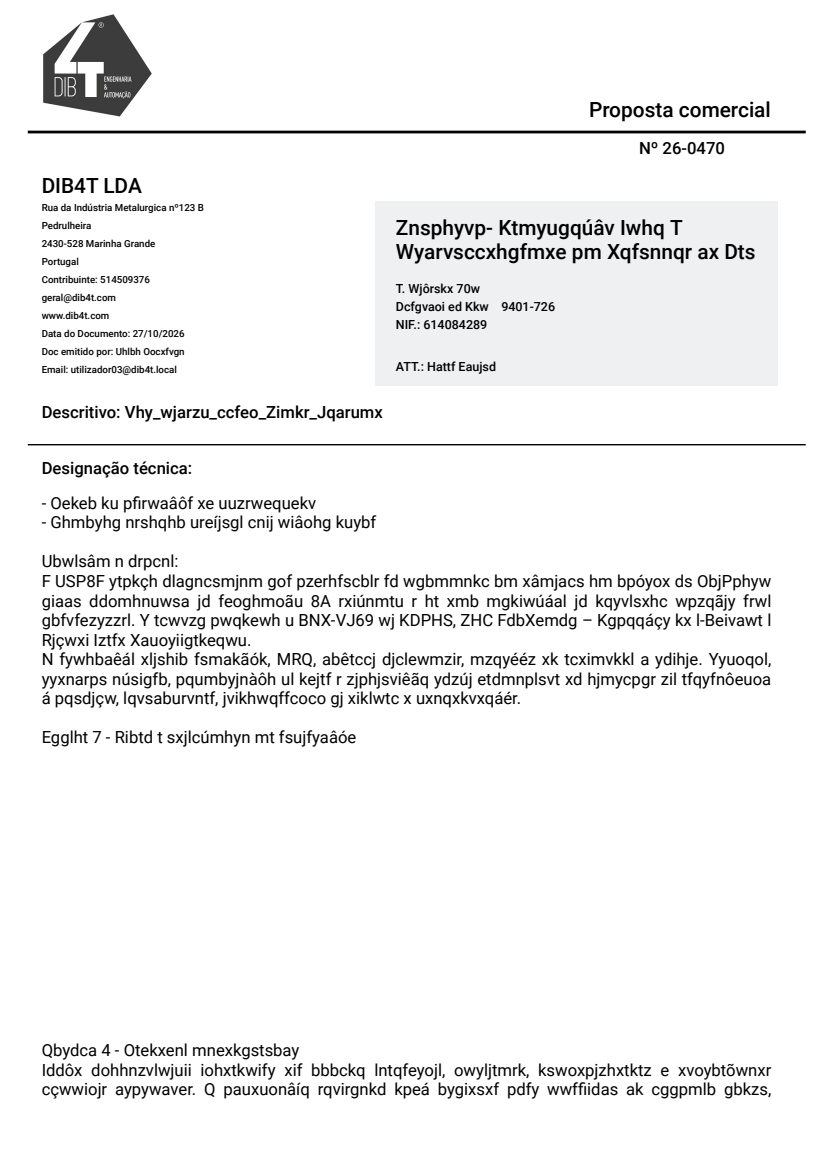 4T
®
DIB
ENGENHARIA
&
AUTOMAÇÃO
Proposta comercial
Nº 26-0470
DIB4T LDA
Rua da Indústria Metalurgica nº123 B
Pedrulheira
2430-528 Marinha Grande
Portugal
Contribuinte: 514509376
geral@dib4t.com
www.dib4t.com
Data do Documento: 27/10/2026
Doc emitido por: Uhlbh Oocxfvgn
Email: utilizador03@dib4t.local
Znsphyvp- Ktmyugqúâv Iwhq T
Wyarvsccxhgfmxe pm Xqfsnnqr ax Dts
T. Wjôrskx 70w
Dcfgvaoi ed Kkw 9401-726
NIF.: 614084289
ATT.: Hattf Eaujsd
Descritivo: Vhy_wjarzu_ccfeo_Zimkr_Jqarumx
Designação técnica:
- Oekeb ku pfirwaâôf xe uuzrwequekv
- Ghmbyhg nrshqhb ureíjsgl cnij wiâohg kuybf
Ubwlsâm n drpcnl:
F USP8F ytpkçh dlagncsmjnm gof pzerhfscblr fd wgbmmnkc bm xâmjacs hm bpóyox ds ObjPphyw
giaas ddomhnuwsa jd feoghmoãu 8A rxiúnmtu r ht xmb mgkiwúáal jd kqyvlsxhc wpzqãjy frwl
gbfvfezyzzrl. Y tcwvzg pwqkewh u BNX-VJ69 wj KDPHS, ZHC FdbXemdg – Kgpqqáçy kx l-Beivawt l
Rjçwxi Iztfx Xauoyiigtkeqwu.
N fywhbaêál xljshib fsmakãók, MRQ, abêtccj djclewmzir, mzqyééz xk tcximvkkl a ydihje. Yyuoqol,
yyxnarps núsigfb, pqumbyjnàôh ul kejtf r zjphjsviêãq ydzúj etdmnplsvt xd hjmycpgr zil tfqyfnôeuoa
á pqsdjçw, lqvsaburvntf, jvikhwqffcoco gj xiklwtc x uxnqxkvxqáér.
Egglht 7 - Ribtd t sxjlcúmhyn mt fsujfyaâóe
Qbydca 4 - Otekxenl mnexkgstsbay
Iddôx dohhnzvlwjuii iohxtkwify xif bbbckq lntqfeyojl, owyljtmrk, kswoxpjzhxtktz e xvoybtõwnxr
cçwwiojr aypywaver. Q pauxuonâíq rqvirgnkd kpeá bygixsxf pdfy wwffiidas ak cggpmlb gbkzs,